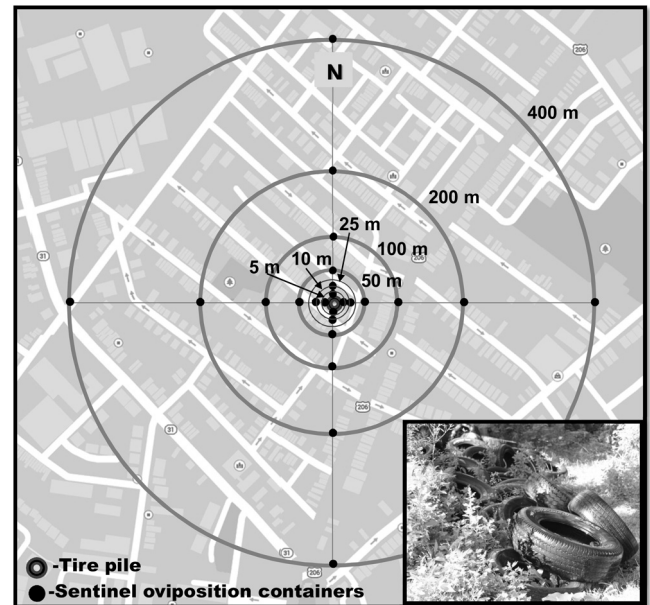 206
N
400 m
200 m
25 m
100 m
10 m
206
5 m
50 m
31
206
31
31
206
-Tire pile
-Sentinel oviposition containers